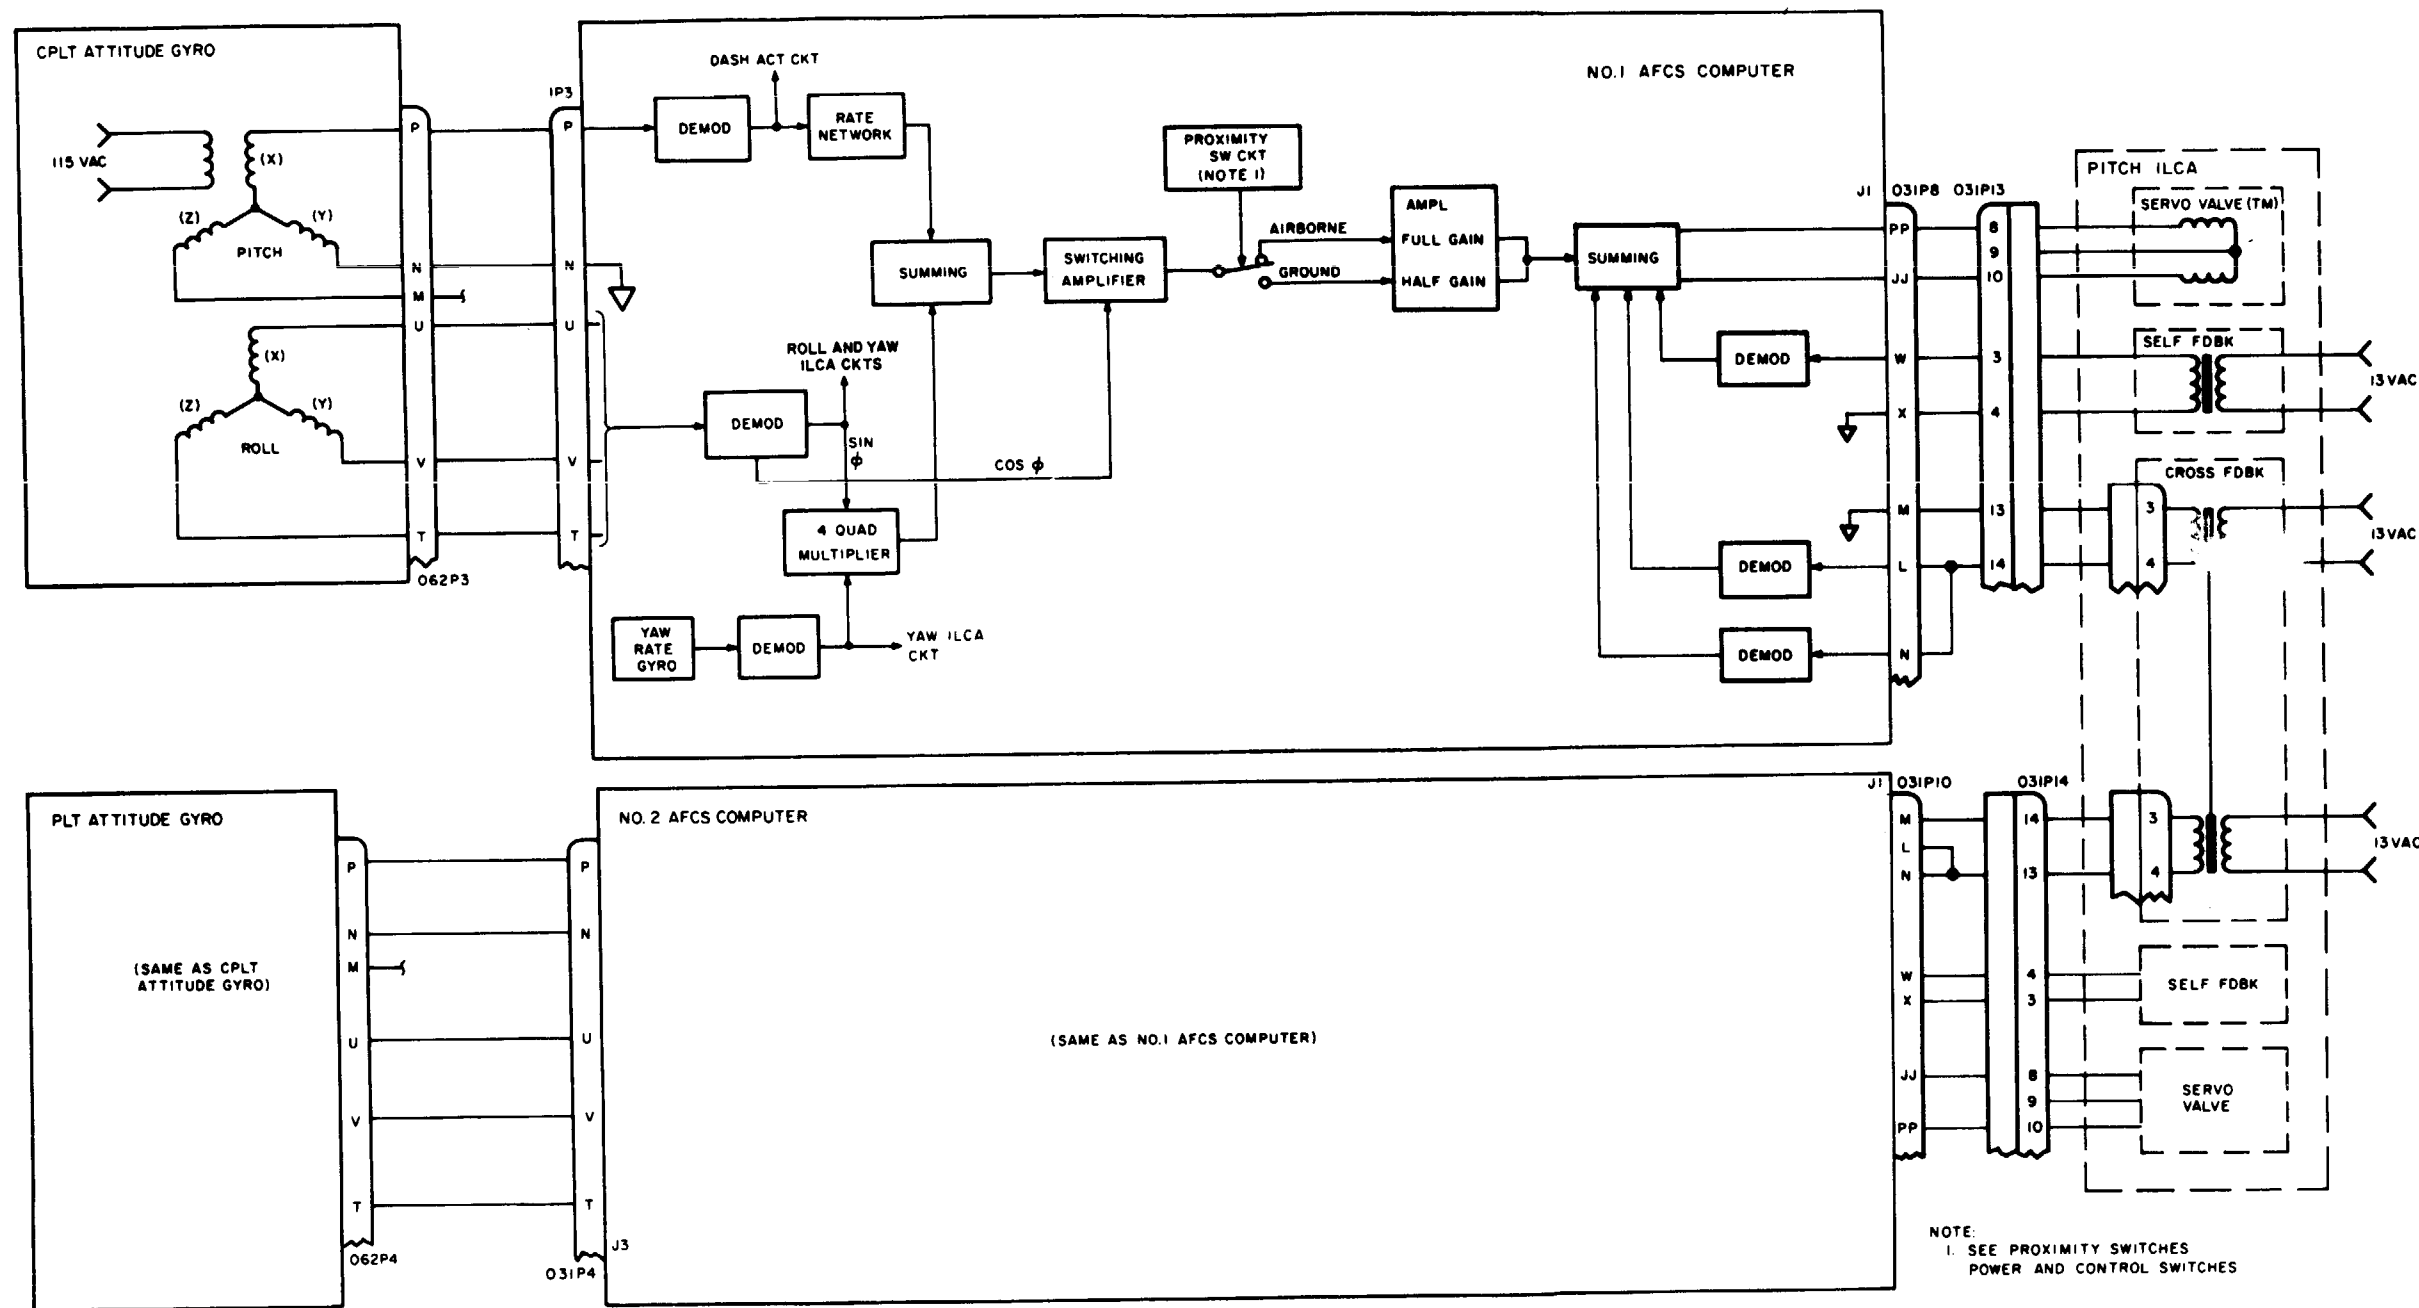 CPLT ATTITUDE GYRO
115 VAC
(X)
(Z)
(Y)
PITCH
(X)
(Z)
(Y)
ROLL
P
N
M
U
V
T
062P3
1P3
P
N
U
V
T
NO.1 AFCS COMPUTER
DASH ACT CKT
DEMOD
RATE
NETWORK
SUMMING
SWITCHING
AMPLIFIER
PROXIMITY
SW CKT
(NOTE 1)
AIRBORNE
GROUND
AMPL
FULL GAIN
HALF GAIN
SUMMING
ROLL AND YAW
ILCA CKTS
DEMOD
SIN
ϕ
COS ϕ
4 QUAD
MULTIPLIER
YAW
RATE
GYRO
DEMOD
YAW ILCA
CKT
DEMOD
DEMOD
DEMOD
J1
031P8
031P13
PP
JJ
W
X
M
L
N
8
9
10
3
4
13
14
PITCH ILCA
SERVO VALVE (TM)
SELF FDBK
13 VAC
CROSS FDBK
3
4
13 VAC
PLT ATTITUDE GYRO
(SAME AS CPLT
ATTITUDE GYRO)
P
N
M
U
V
T
062P4
P
N
U
V
T
J3
031P4
NO. 2 AFCS COMPUTER
(SAME AS NO.1 AFCS COMPUTER)
J1
031P10
031P14
M
L
N
W
X
JJ
PP
14
13
4
3
8
9
10
3
4
13 VAC
SELF FDBK
SERVO
VALVE
NOTE:
1. SEE PROXIMITY SWITCHES
POWER AND CONTROL SWITCHES